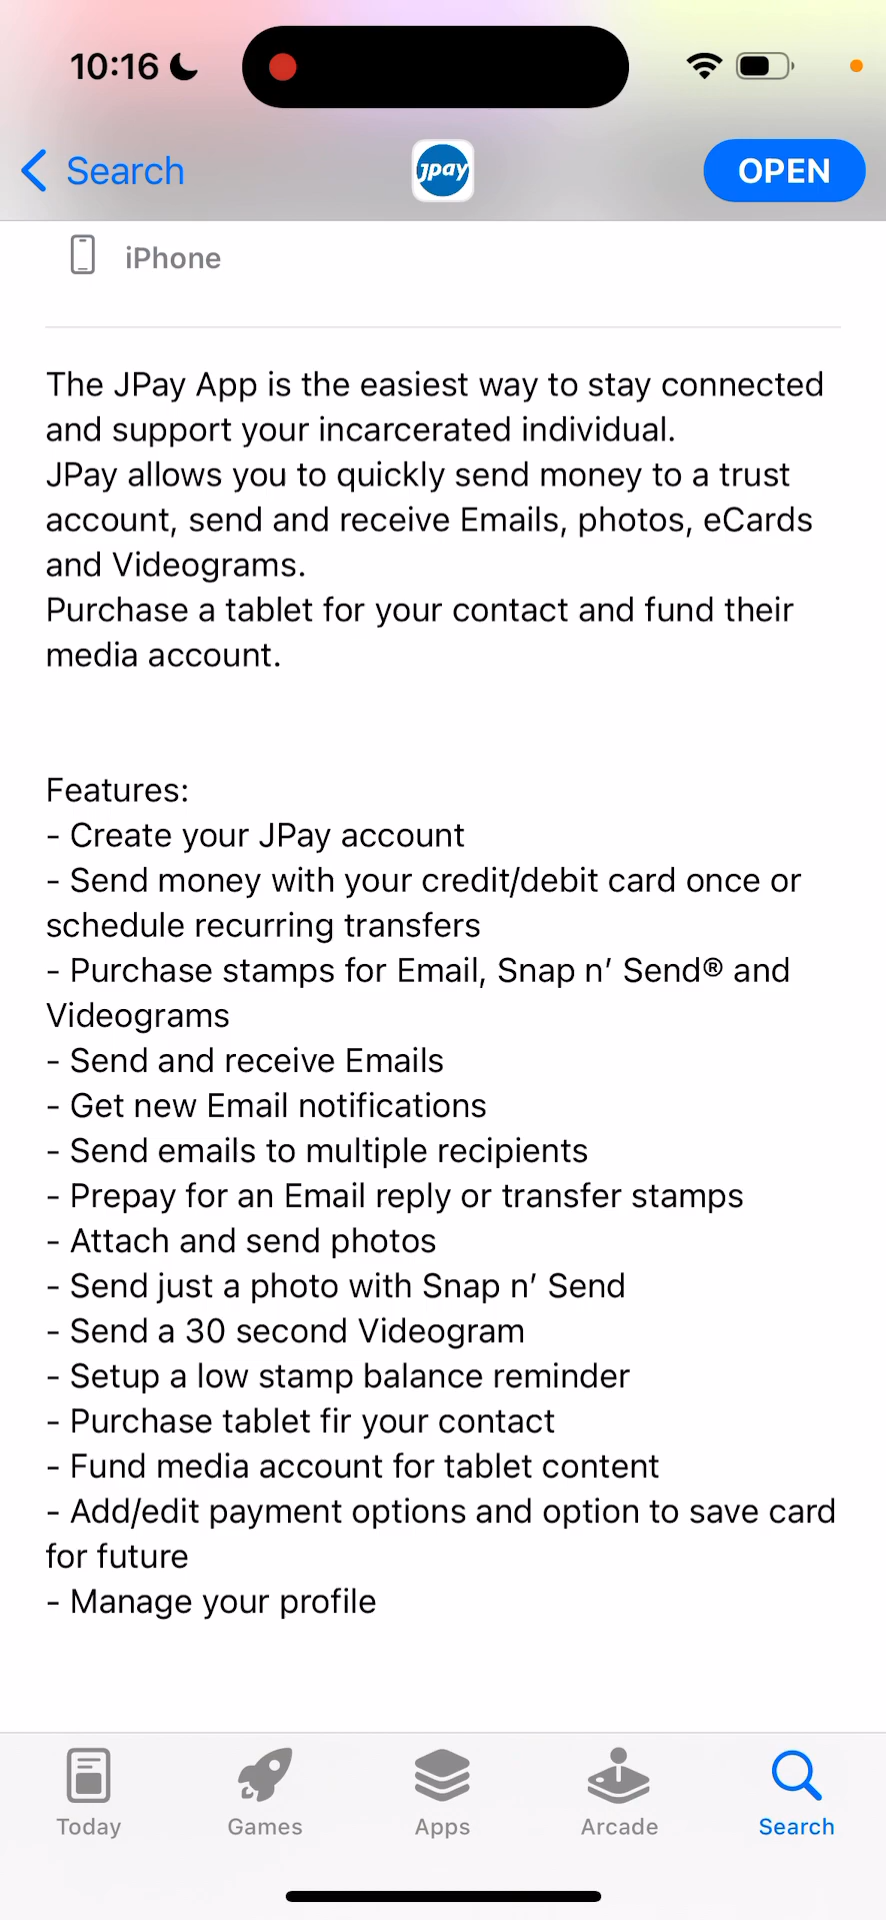 10:16
Search
JPay
OPEN
iPhone
The JPay App is the easiest way to stay connected
and support your incarcerated individual.
JPay allows you to quickly send money to a trust
account, send and receive Emails, photos, eCards
and Videograms.
Purchase a tablet for your contact and fund their
media account.
Features:
- Create your JPay account
- Send money with your credit/debit card once or
schedule recurring transfers
- Purchase stamps for Email, Snap n’ Send® and
Videograms
- Send and receive Emails
- Get new Email notifications
- Send emails to multiple recipients
- Prepay for an Email reply or transfer stamps
- Attach and send photos
- Send just a photo with Snap n’ Send
- Send a 30 second Videogram
- Setup a low stamp balance reminder
- Purchase tablet fir your contact
- Fund media account for tablet content
- Add/edit payment options and option to save card
for future
- Manage your profile
Today
Games
Apps
Arcade
Search